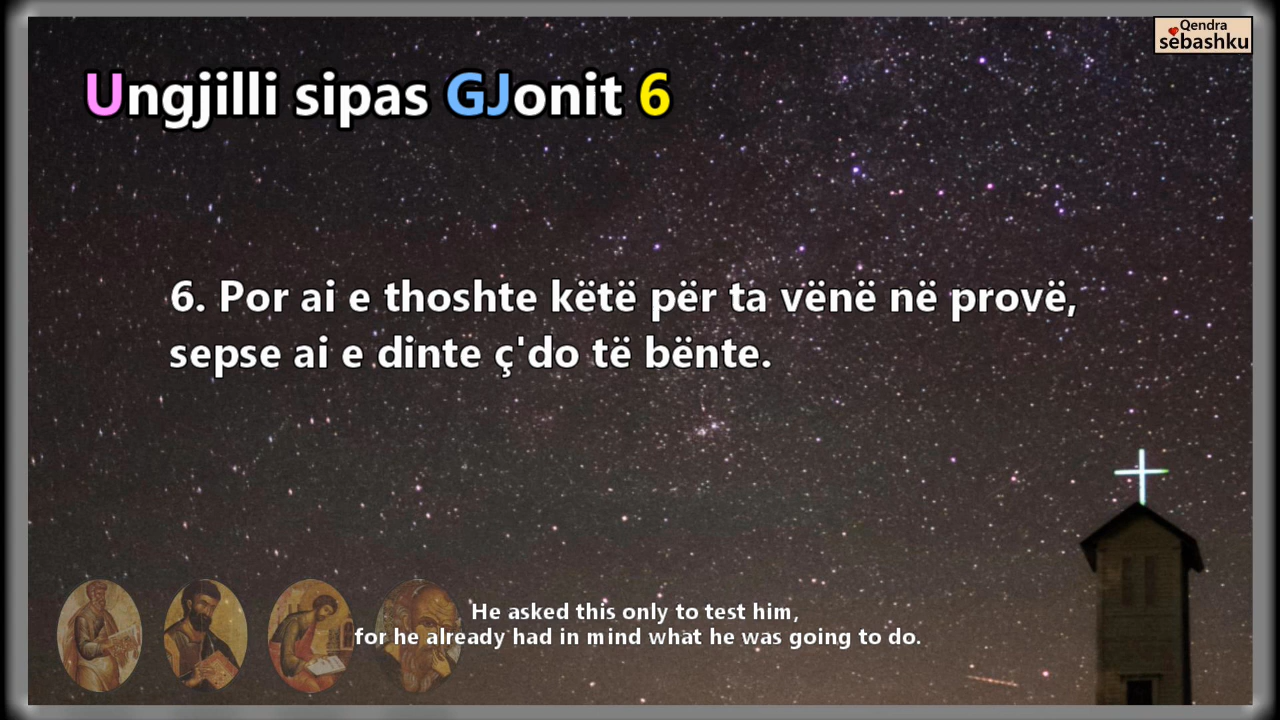 Qendra
sëbashku
Ungjilli sipas GJonit 6
6. Por ai e thoshte këtë për ta vënë në provë,
sepse ai e dinte ç'do të bënte.
He asked this only to test him,
for he already had in mind what he was going to do.